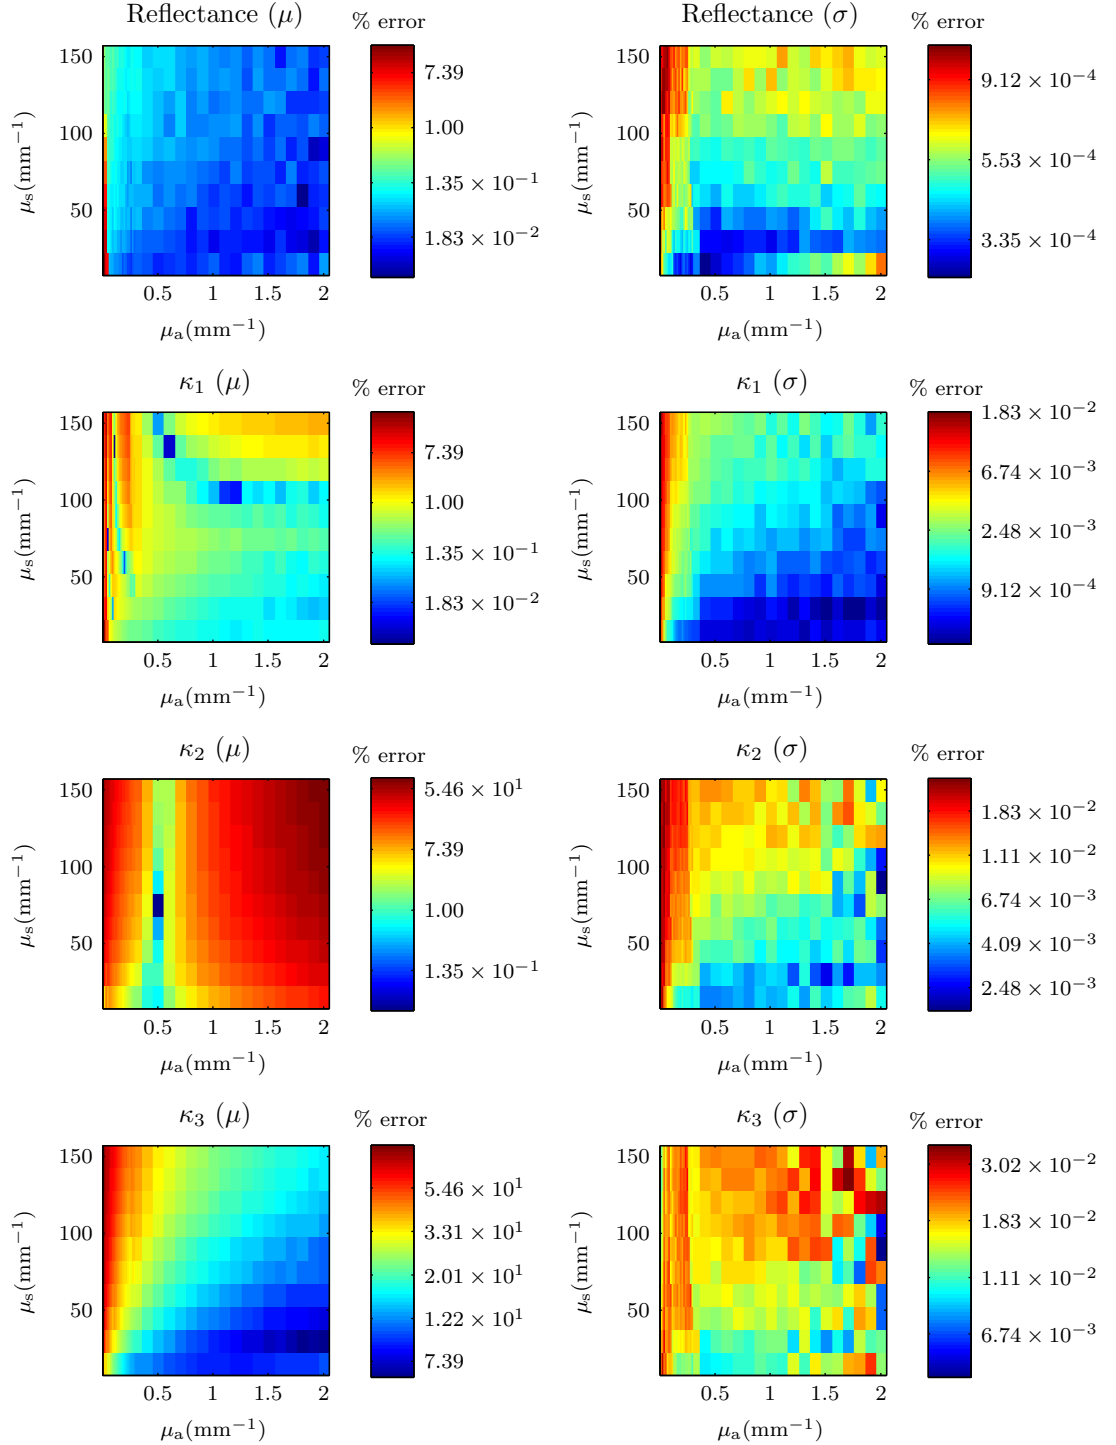 Reflectance (μ)
% error
150
100
50
μs(mm−1)
7.39
1.00
1.35 × 10−1
1.83 × 10−2
0.5 1 1.5 2
μa(mm−1)
Reflectance (σ)
% error
150
100
50
μs(mm−1)
9.12 × 10−4
5.53 × 10−4
3.35 × 10−4
0.5 1 1.5 2
μa(mm−1)
κ1 (μ)
% error
150
100
50
μs(mm−1)
7.39
1.00
1.35 × 10−1
1.83 × 10−2
0.5 1 1.5 2
μa(mm−1)
κ1 (σ)
% error
150
100
50
μs(mm−1)
1.83 × 10−2
6.74 × 10−3
2.48 × 10−3
9.12 × 10−4
0.5 1 1.5 2
μa(mm−1)
κ2 (μ)
% error
150
100
50
μs(mm−1)
5.46 × 101
7.39
1.00
1.35 × 10−1
0.5 1 1.5 2
μa(mm−1)
κ2 (σ)
% error
150
100
50
μs(mm−1)
1.83 × 10−2
1.11 × 10−2
6.74 × 10−3
4.09 × 10−3
2.48 × 10−3
0.5 1 1.5 2
μa(mm−1)
κ3 (μ)
% error
150
100
50
μs(mm−1)
5.46 × 101
3.31 × 101
2.01 × 101
1.22 × 101
7.39
0.5 1 1.5 2
μa(mm−1)
κ3 (σ)
% error
150
100
50
μs(mm−1)
3.02 × 10−2
1.83 × 10−2
1.11 × 10−2
6.74 × 10−3
0.5 1 1.5 2
μa(mm−1)